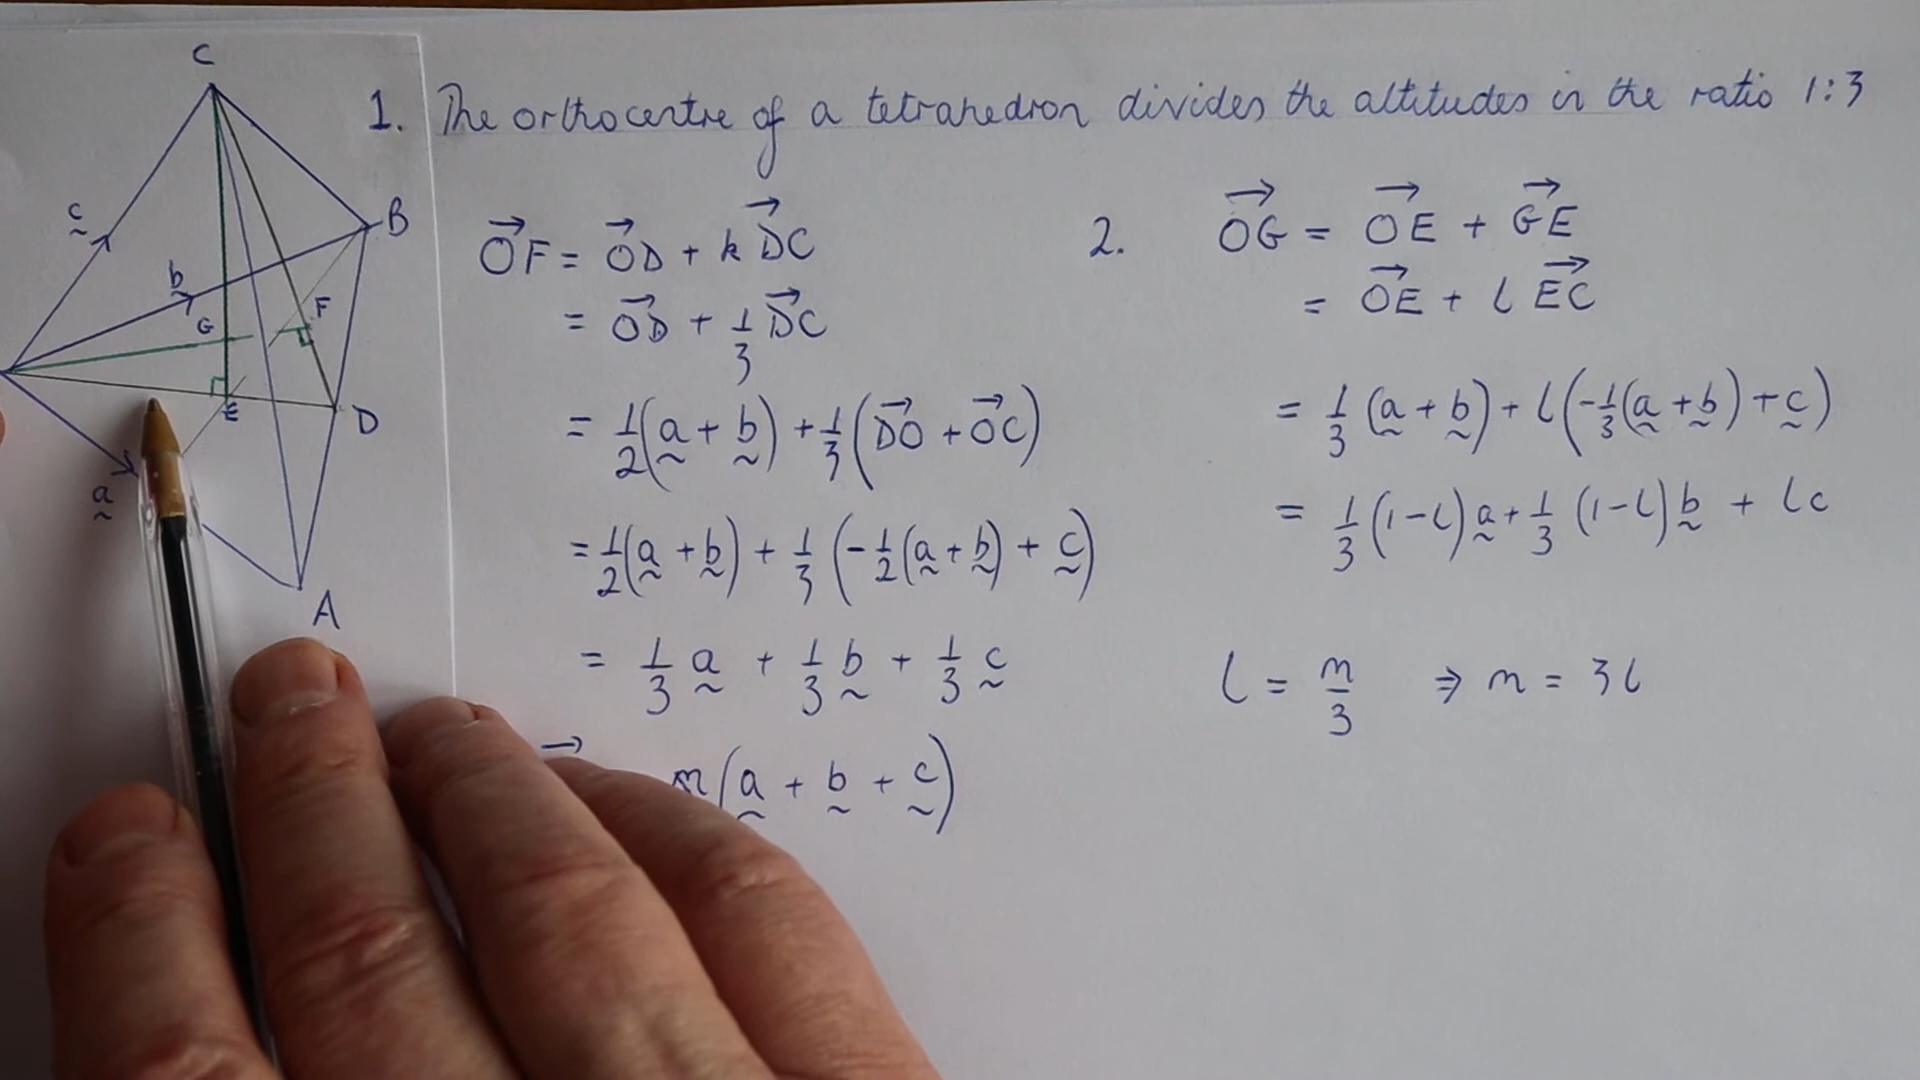 C
1. The orthocentre of a tetrahedron divides the altitudes in the ratio 1:3
c
B
b
G
F
E
D
a
A
OF⃗ = OD⃗ + k DC⃗
= OD⃗ + 1/3 DC⃗
= 1/2(a + b) + 1/3(DO⃗ + OC⃗)
= 1/2(a + b) + 1/3(-1/2(a + b) + c)
= 1/3 a + 1/3 b + 1/3 c
m(a + b + c)
2. OG⃗ = OE⃗ + GE⃗
= OE⃗ + l EC⃗
= 1/3(a + b) + l(-1/3(a + b) + c)
= 1/3(1-l)a + 1/3(1-l)b + lc
l = m/3 ⇒ m = 3l